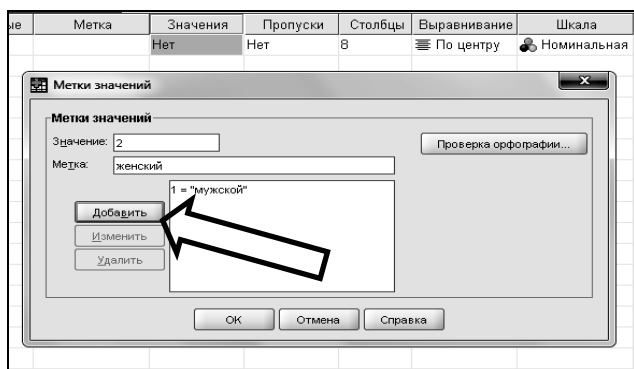 ые Метка Значения Пропуски Столбцы Выравнивание Шкала
Нет Нет 8 По центру Номинальная
Метки значений
Метки значений
Значение: 2
Проверка орфографии...
Метка: женский
1 = "мужской"
Добавить
Изменить
Удалить
OK Отмена Справка